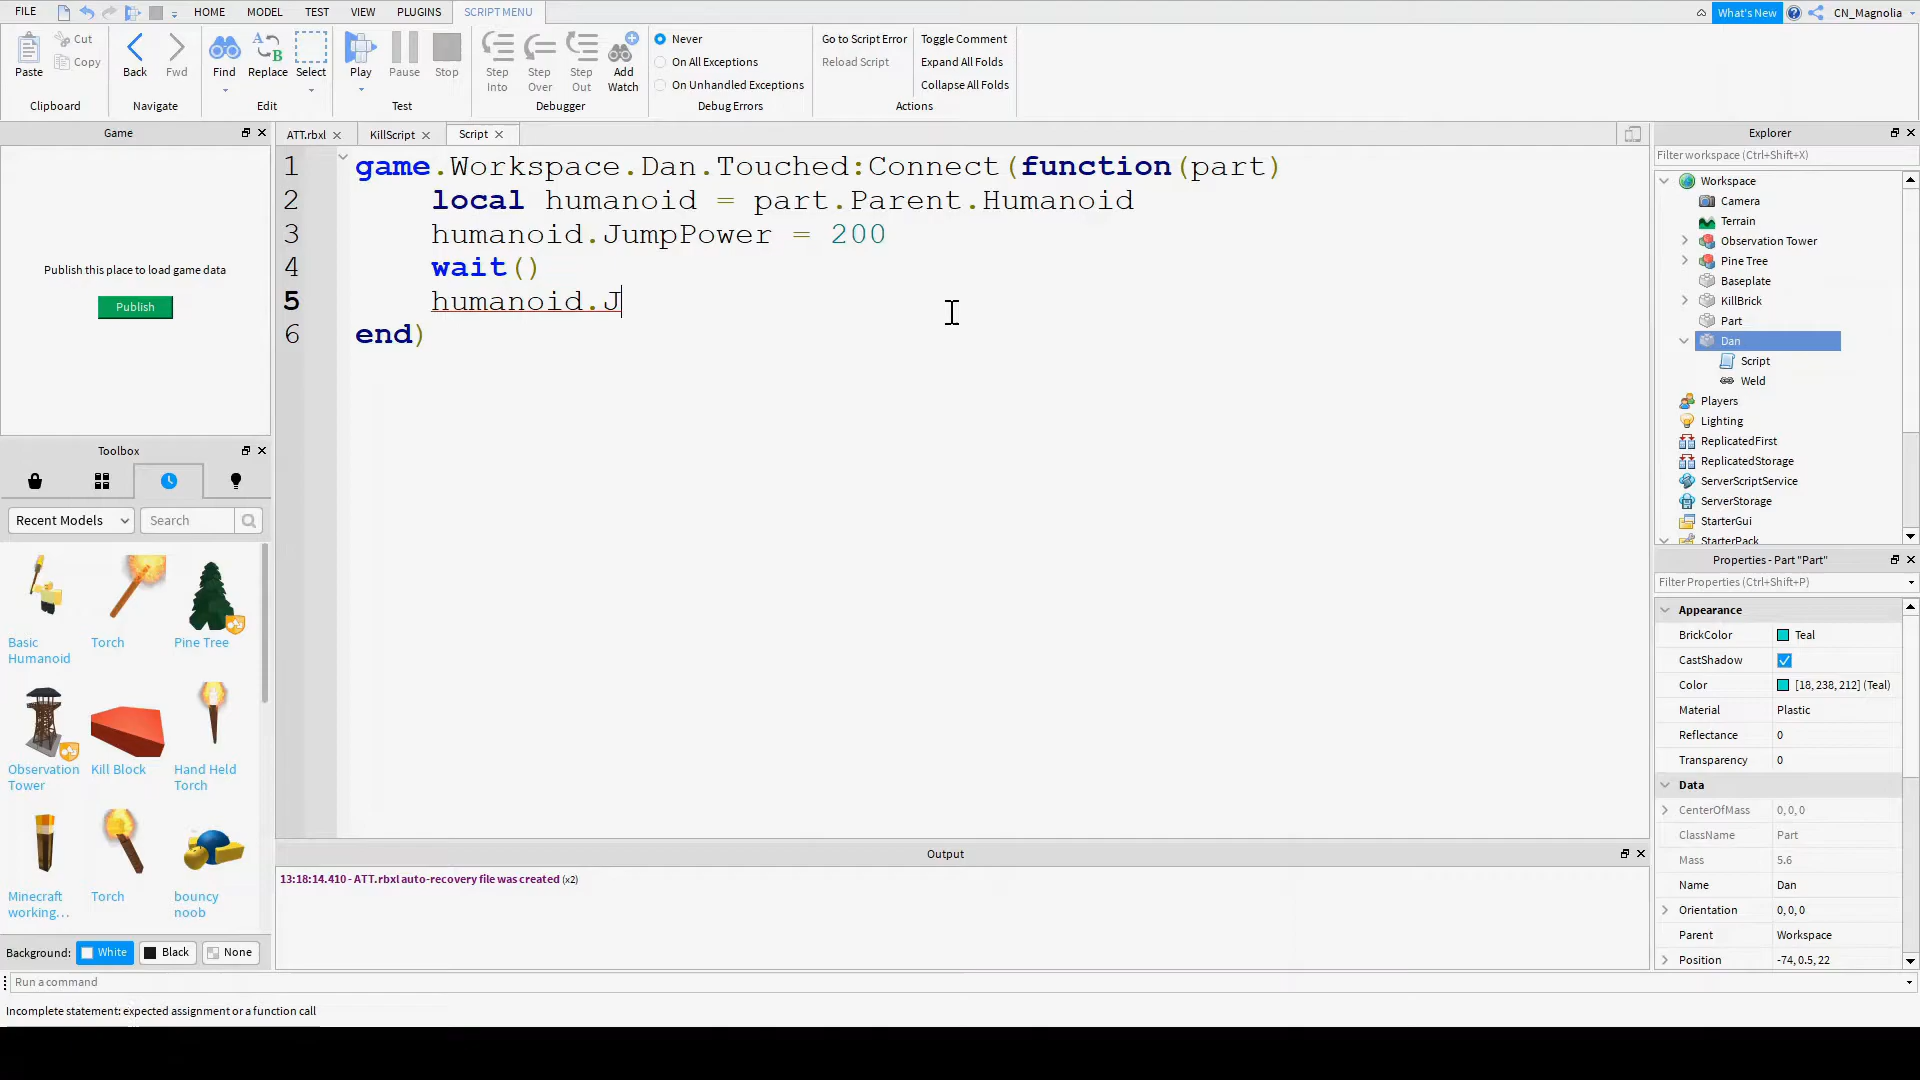 FILE HOME MODEL TEST VIEW PLUGINS SCRIPT MENU What's New CN_Magnolia
Paste Cut Copy Clipboard
Back Fwd Navigate
Find Replace Select Edit
Play Pause Stop Test
Step Into Step Over Step Out Add Watch Debugger
Never
On All Exceptions
On Unhandled Exceptions
Debug Errors
Go to Script Error
Reload Script
Toggle Comment
Expand All Folds
Collapse All Folds
Actions
Game
Publish this place to load game data
Publish
Toolbox
Recent Models Search
Basic Humanoid
Torch
Pine Tree
Observation Tower
Kill Block
Hand Held Torch
Minecraft working...
Torch
bouncy noob
Background: White Black None
ATT.rbxl KillScript Script
1 game.Workspace.Dan.Touched:Connect(function(part)
2 local humanoid = part.Parent.Humanoid
3 humanoid.JumpPower = 200
4 wait()
5 humanoid.J
6 end)
Output
13:18:14.410 - ATT.rbxl auto-recovery file was created (x2)
Explorer
Filter workspace (Ctrl+Shift+X)
Workspace
Camera
Terrain
Observation Tower
Pine Tree
Baseplate
KillBrick
Part
Dan
Script
Weld
Players
Lighting
ReplicatedFirst
ReplicatedStorage
ServerScriptService
ServerStorage
StarterGui
StarterPack
Properties - Part "Part"
Filter Properties (Ctrl+Shift+P)
Appearance
BrickColor Teal
CastShadow
Color [18, 238, 212] (Teal)
Material Plastic
Reflectance 0
Transparency 0
Data
CenterOfMass 0, 0, 0
ClassName Part
Mass 5.6
Name Dan
Orientation 0, 0, 0
Parent Workspace
Position -74, 0.5, 22
Run a command
Incomplete statement: expected assignment or a function call